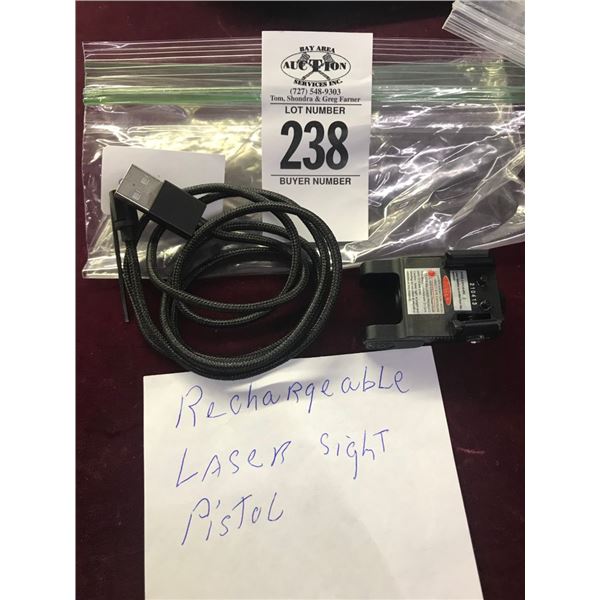 BAY AREA
AUCTION
SERVICES INC.
(727) 548-9303
Tom, Shondra & Greg Farner
LOT NUMBER
238
BUYER NUMBER
210413
Rechargeable
LASER Sight
Pistol